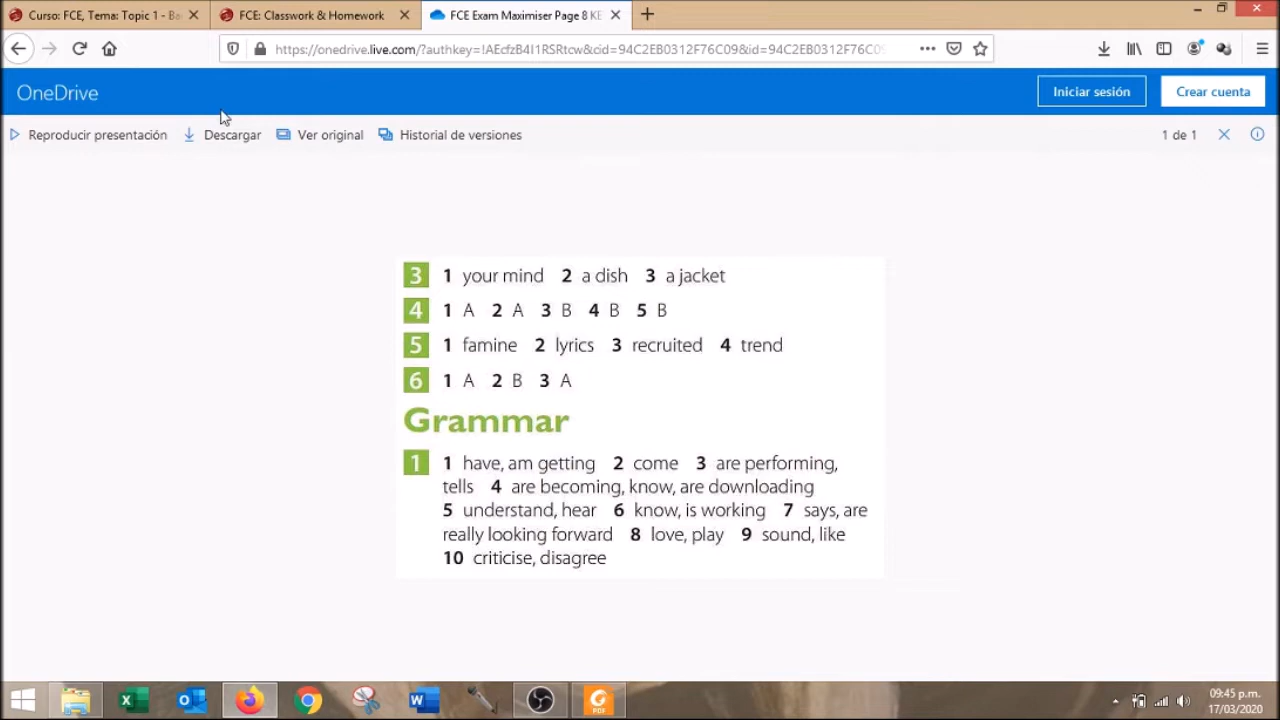 Curso: FCE, Tema: Topic 1 - Ba
FCE: Classwork & Homework
FCE Exam Maximiser Page 8 KE
https://onedrive.live.com/?authkey=!AEcfzB4I1RSRtcw&cid=94C2EB0312F76C09&id=94C2EB0312F76C09
OneDrive
Iniciar sesión
Crear cuenta
Reproducir presentación
Descargar
Ver original
Historial de versiones
1 de 1
3 1 your mind 2 a dish 3 a jacket
4 1 A 2 A 3 B 4 B 5 B
5 1 famine 2 lyrics 3 recruited 4 trend
6 1 A 2 B 3 A
Grammar
1 1 have, am getting 2 come 3 are performing,
tells 4 are becoming, know, are downloading
5 understand, hear 6 know, is working 7 says, are
really looking forward 8 love, play 9 sound, like
10 criticise, disagree
PDF
09:45 p.m.
17/03/2020